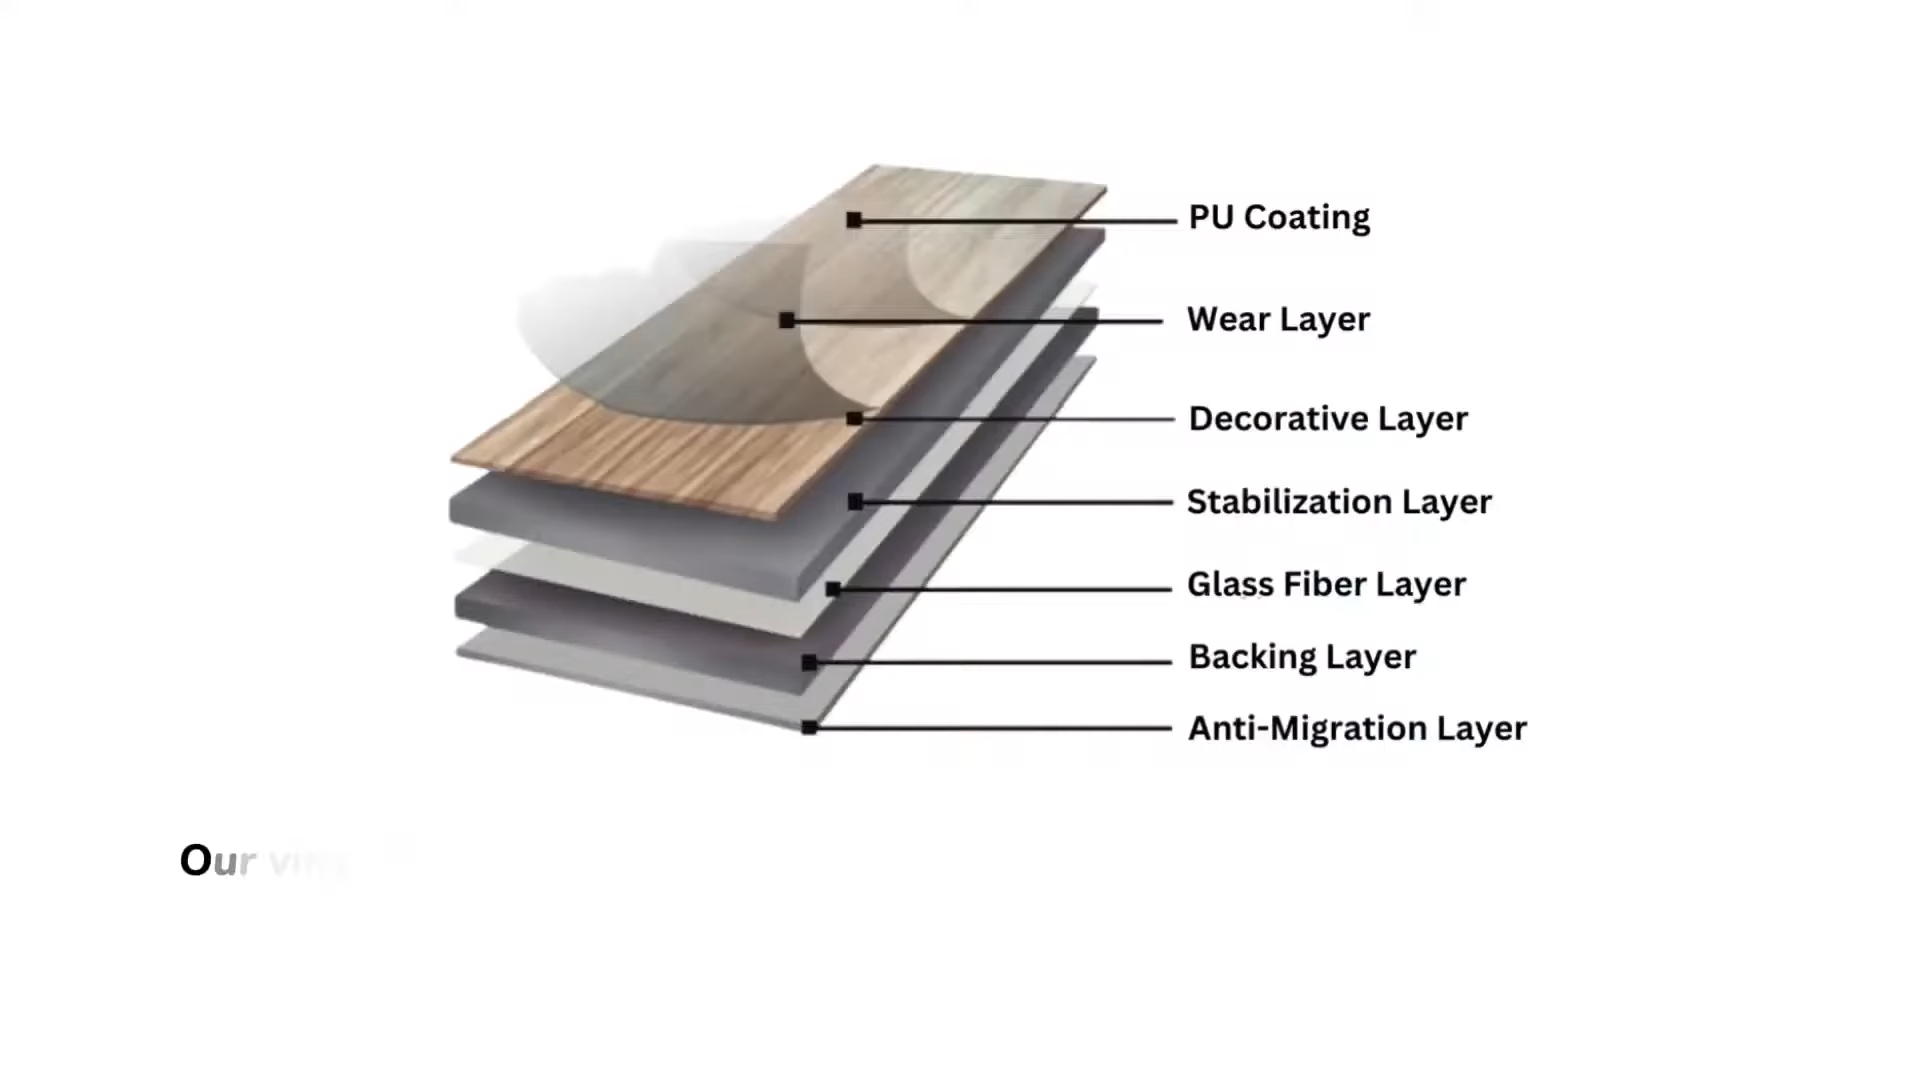 PU Coating
Wear Layer
Decorative Layer
Stabilization Layer
Glass Fiber Layer
Backing Layer
Anti-Migration Layer
Our